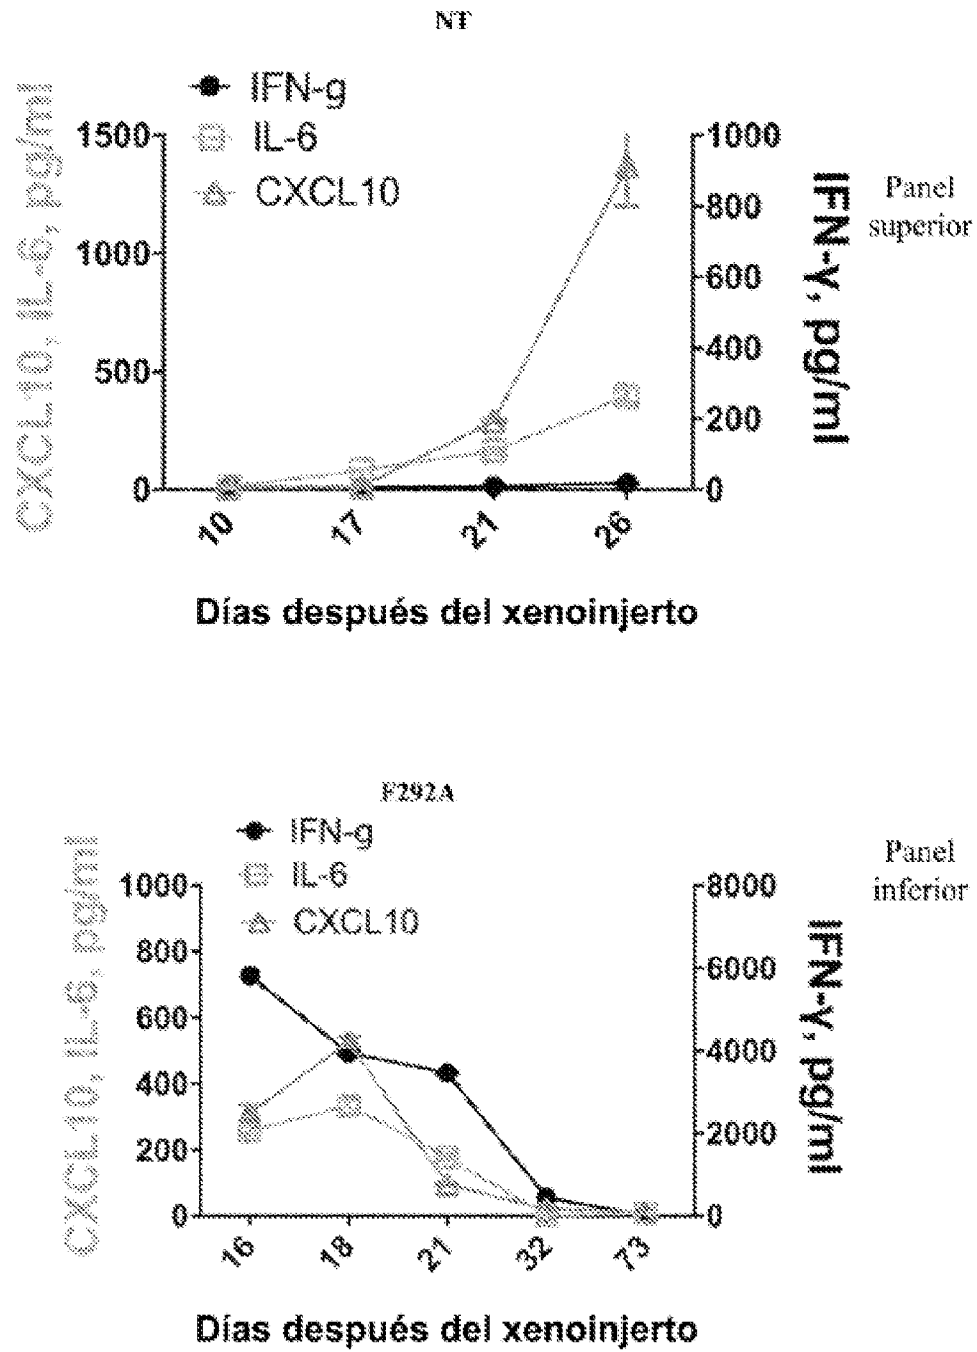 NT
IFN-g
IL-6
CXCL10
CXCL10, IL-6, pg/ml
1500
1000
500
0
1000
800
600
400
200
0
IFN-γ, pg/ml
Panel
superior
10
17
21
26
Días después del xenoinjerto
F292A
IFN-g
IL-6
CXCL10
CXCL10, IL-6, pg/ml
1000
800
600
400
200
0
8000
6000
4000
2000
0
IFN-γ, pg/ml
Panel
inferior
16
18
21
32
73
Días después del xenoinjerto